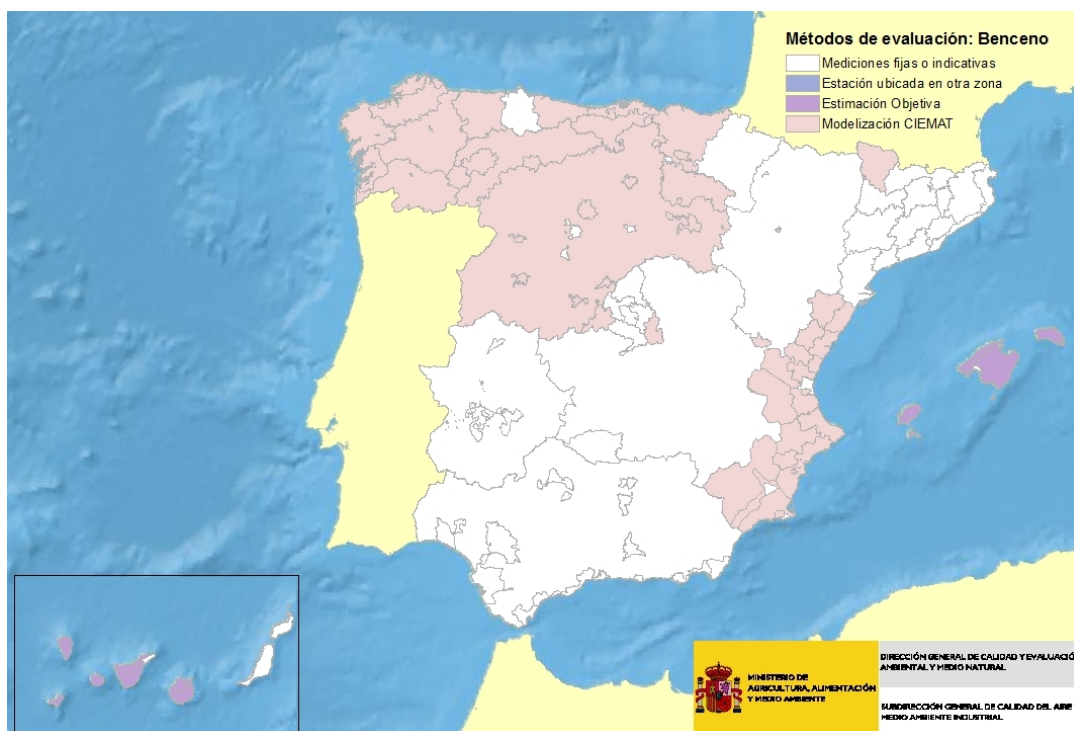 Métodos de evaluación: Benceno
Mediciones fijas o indicativas
Estación ubicada en otra zona
Estimación Objetiva
Modelización CIEMAT
MINISTERIO DE
AGRICULTURA, ALIMENTACIÓN
Y MEDIO AMBIENTE
DIRECCIÓN GENERAL DE CALIDAD Y EVALUACIÓ
AMBIENTAL Y MEDIO NATURAL
SUBDIRECCIÓN GENERAL DE CALIDAD DEL AIRE
MEDIO AMBIENTE INDUSTRIAL